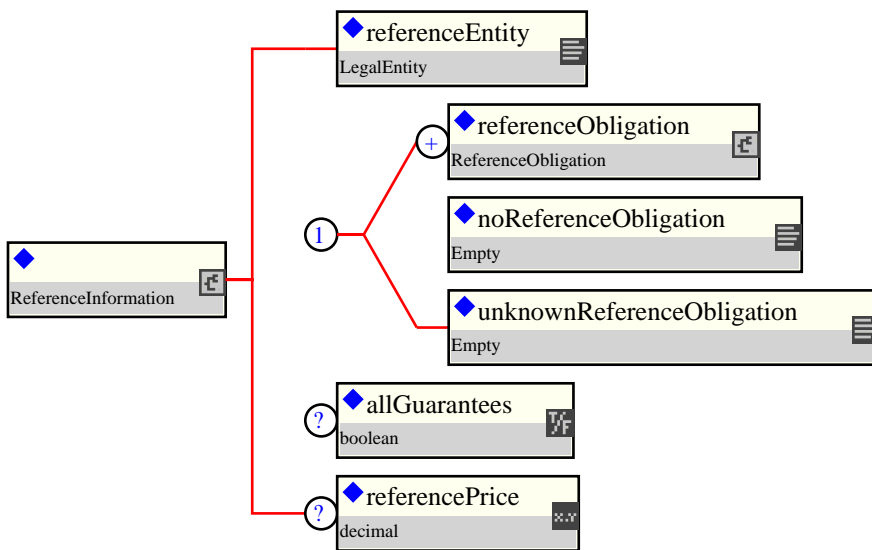 referenceEntity
LegalEntity
+
referenceObligation
ReferenceObligation
1
noReferenceObligation
Empty
ReferenceInformation
unknownReferenceObligation
Empty
?
allGuarantees
boolean
T/F
?
referencePrice
decimal
x.Y